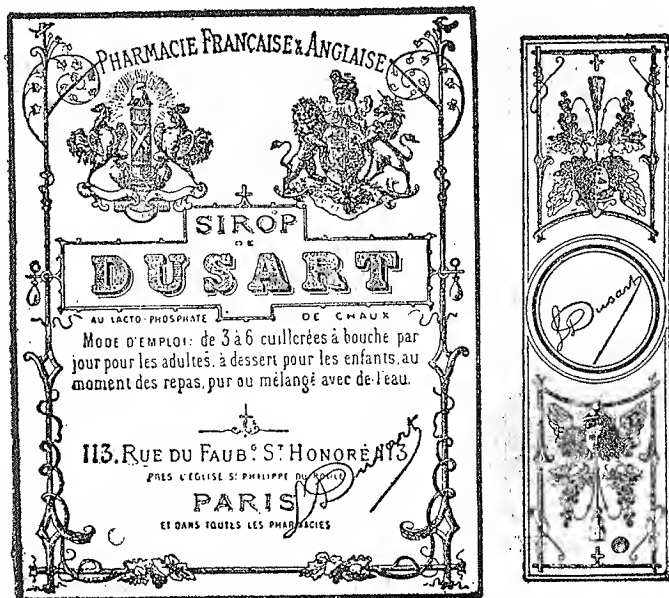 PHARMACIE FRANÇAISE & ANGLAISE
SIROP
DE
DUSART
AU LACTO-PHOSPHATE DE CHAUX
MODE D'EMPLOI: de 3 à 6 cuillerées à bouche par
jour pour les adultes, à dessert pour les enfants, au
moment des repas, pur ou mélangé avec de l'eau.
113, RUE DU FAUBG ST HONORÉ, 113
PRES L'ÉGLISE ST PHILIPPE DU ROULE
PARIS
ET DANS TOUTES LES PHARMACIES
Dusart
Dusart